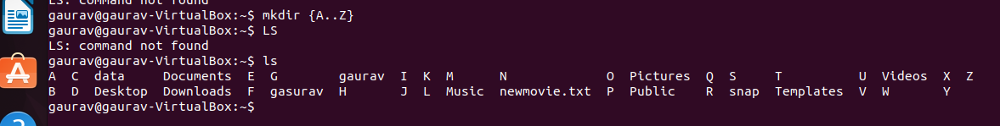 LS: command not found
gaurav@gaurav-VirtualBox:~$ mkdir {A..Z}
gaurav@gaurav-VirtualBox:~$ LS
LS: command not found
gaurav@gaurav-VirtualBox:~$ ls
A  C  data     Documents  E  G        gaurav  I  K  M      N             O  Pictures  Q  S     T          U  Videos  X  Z
B  D  Desktop  Downloads  F  gasurav  H       J  L  Music  newmovie.txt  P  Public    R  snap  Templates  V  W       Y
gaurav@gaurav-VirtualBox:~$